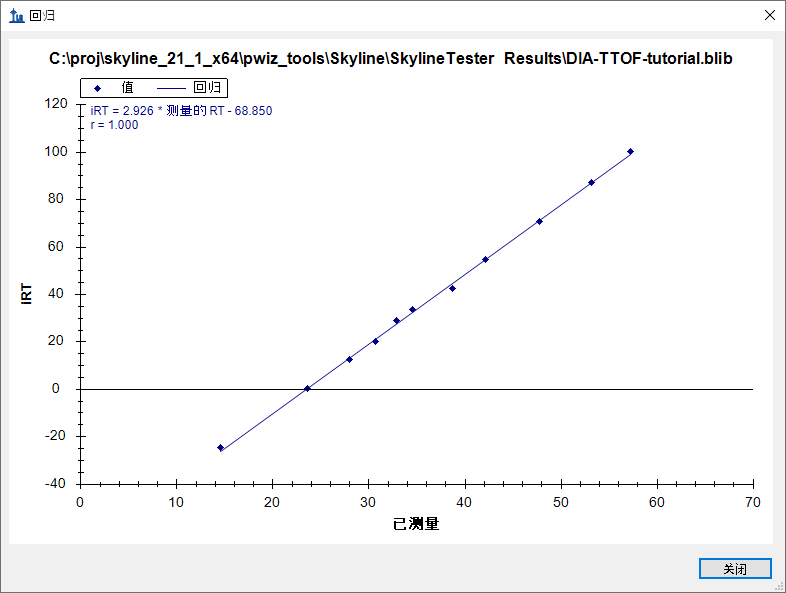 回归
C:\proj\skyline_21_1_x64\pwiz_tools\Skyline\SkylineTester Results\DIA-TTOF-tutorial.blib
值 回归
iRT = 2.926 * 测量的 RT - 68.850
r = 1.000
120
100
80
60
40
20
0
-20
-40
iRT
0 10 20 30 40 50 60 70
已测量
关闭